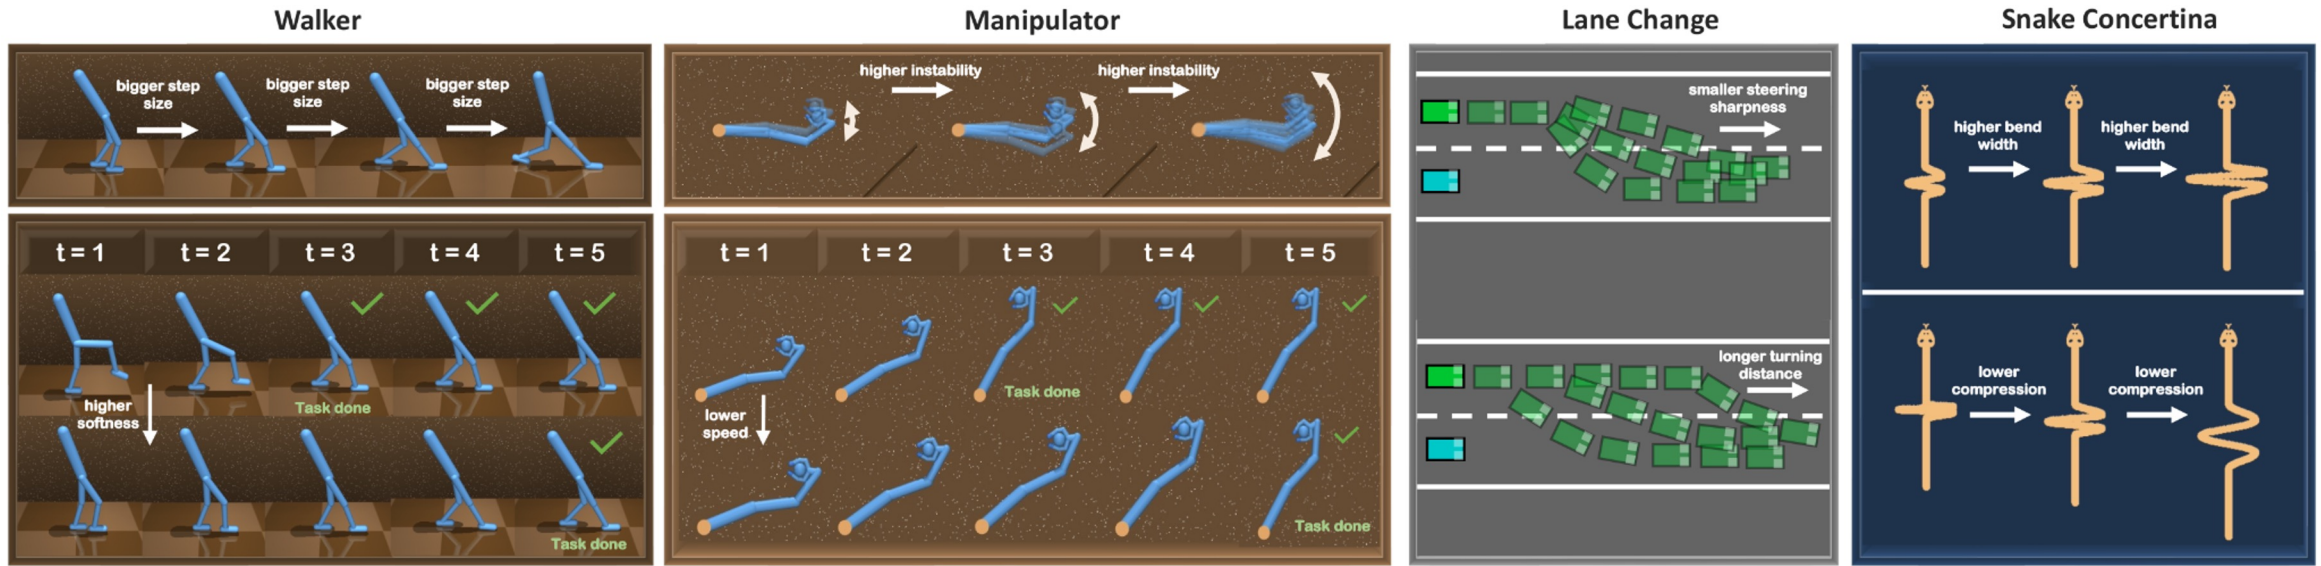 Walker
bigger step
size
bigger step
size
bigger step
size
t = 1
t = 2
t = 3
t = 4
t = 5
Task done
higher
softness
Task done
Manipulator
higher instability
higher instability
t = 1
t = 2
t = 3
t = 4
t = 5
Task done
lower
speed
Task done
Lane Change
smaller steering
sharpness
longer turning
distance
Snake Concertina
higher bend
width
higher bend
width
lower
compression
lower
compression